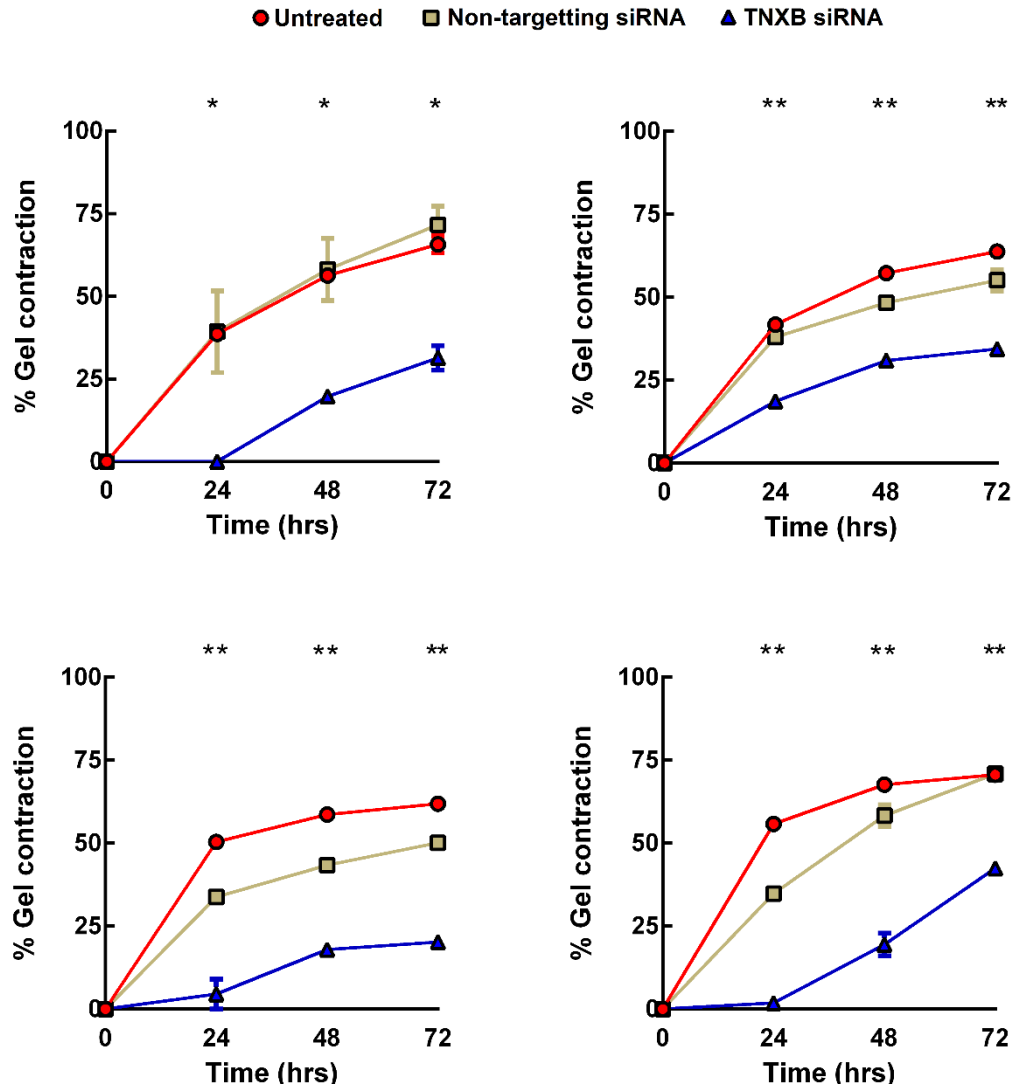 Untreated Non-targetting siRNA TNXB siRNA
* * *
100
75
50
25
0
% Gel contraction
0 24 48 72
Time (hrs)
** ** **
100
75
50
25
0
% Gel contraction
0 24 48 72
Time (hrs)
** ** **
100
75
50
25
0
% Gel contraction
0 24 48 72
Time (hrs)
** ** **
100
75
50
25
0
% Gel contraction
0 24 48 72
Time (hrs)